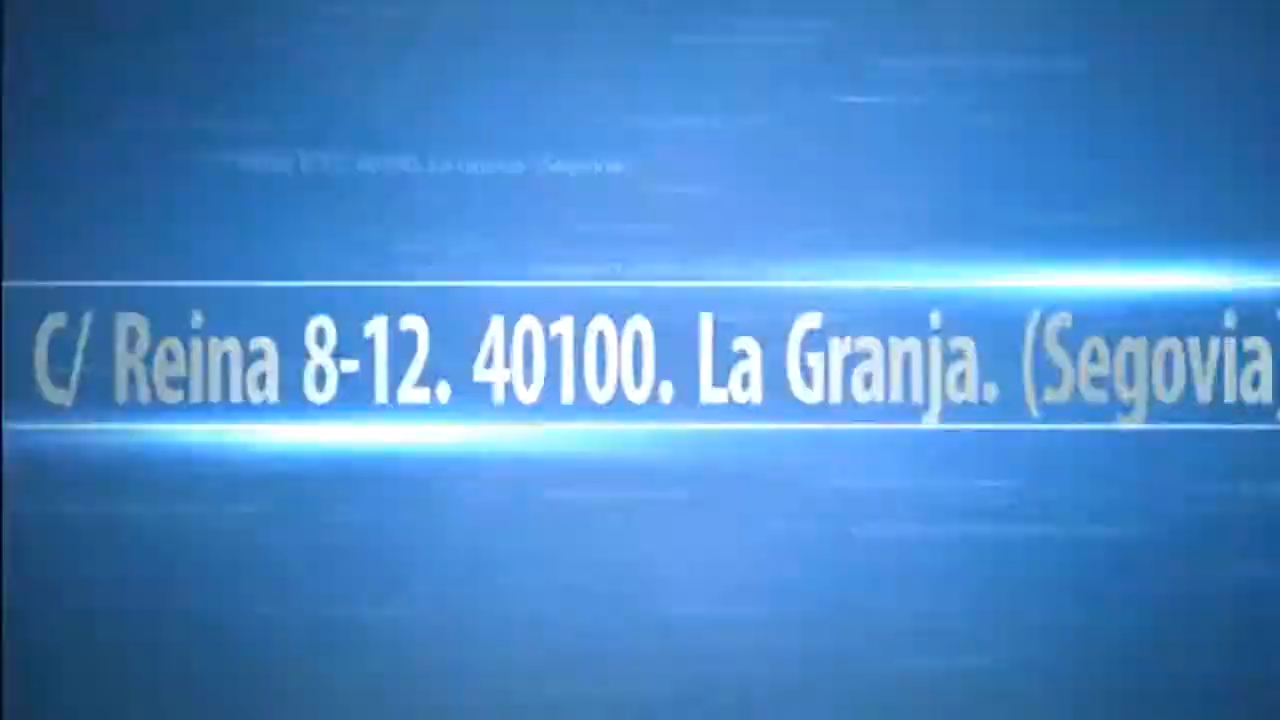 C/ Reina 8-12. 40100. La Granja. (Segovia)